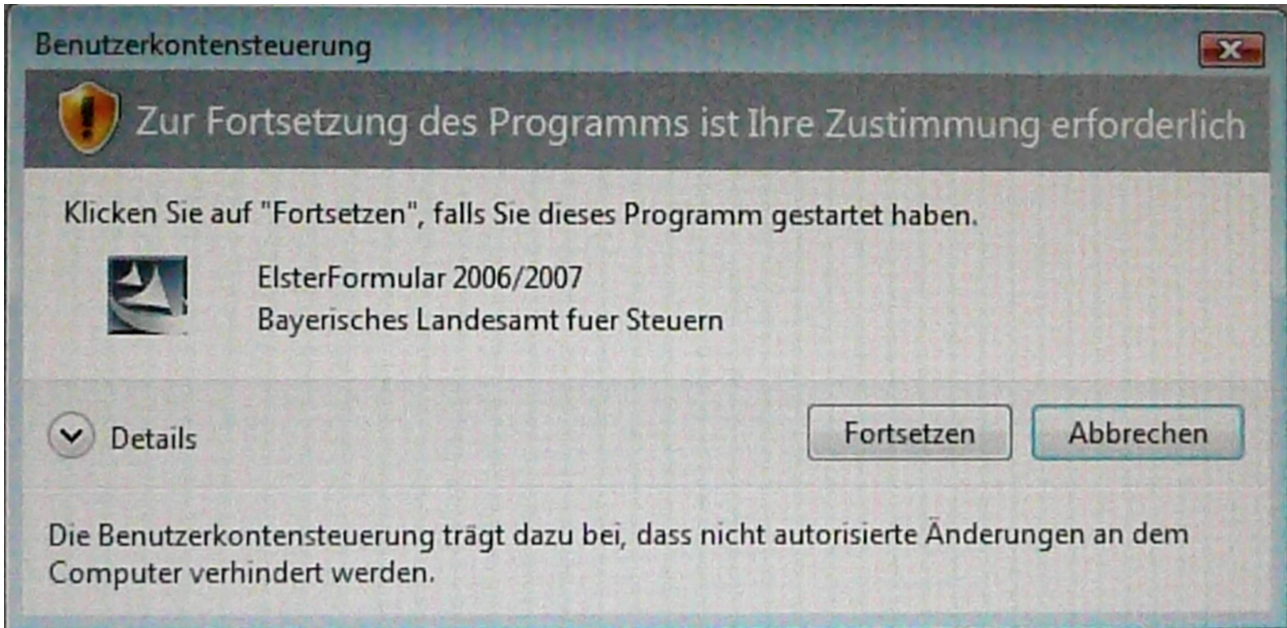 Benutzerkontensteuerung
Zur Fortsetzung des Programms ist Ihre Zustimmung erforderlich
Klicken Sie auf "Fortsetzen", falls Sie dieses Programm gestartet haben.
ElsterFormular 2006/2007
Bayerisches Landesamt fuer Steuern
Details
Fortsetzen
Abbrechen
Die Benutzerkontensteuerung trägt dazu bei, dass nicht autorisierte Änderungen an dem
Computer verhindert werden.